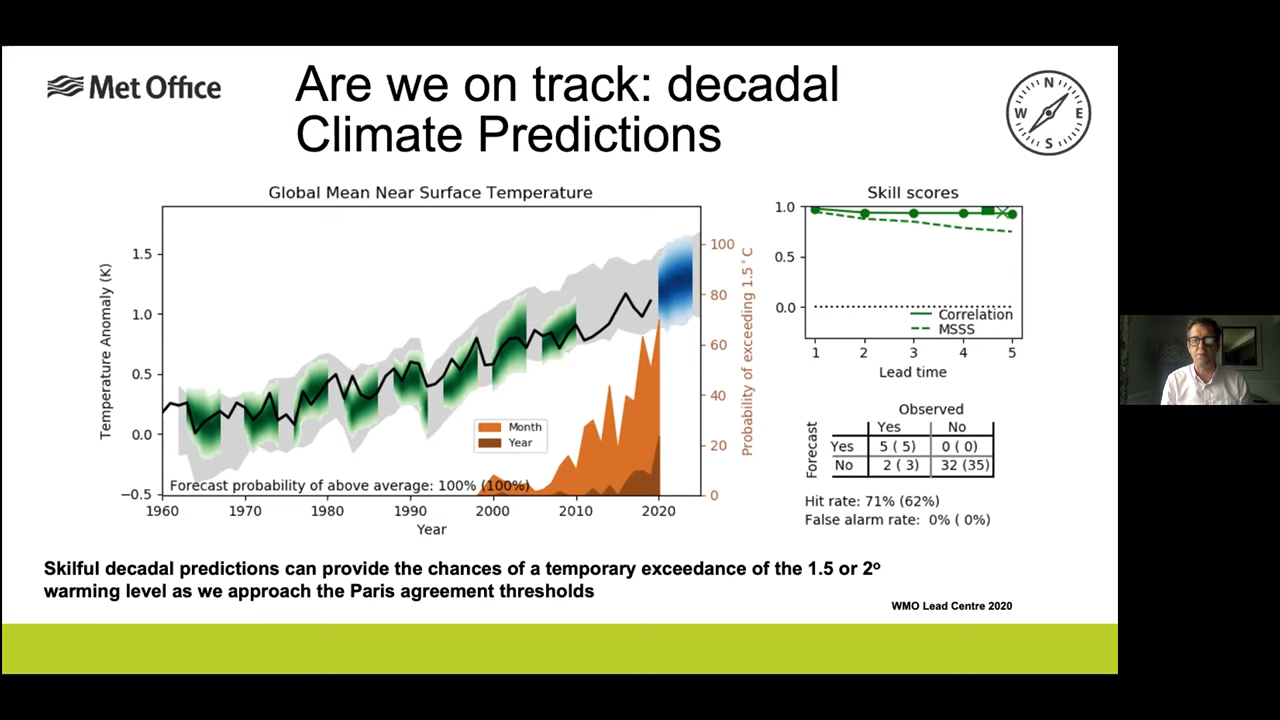 Met Office
Are we on track: decadal
Climate Predictions
N
W E
S
Global Mean Near Surface Temperature
Temperature Anomaly (K)
1.5
1.0
0.5
0.0
−0.5
100
80
60
40
20
0
Probability of exceeding 1.5°C
Month
Year
Forecast probability of above average: 100% (100%)
1960 1970 1980 1990 2000 2010 2020
Year
Skill scores
1.0
0.5
0.0
Correlation
MSSS
1 2 3 4 5
Lead time
Observed
Yes No
Forecast
Yes 5 ( 5) 0 ( 0)
No 2 ( 3) 32 (35)
Hit rate: 71% (62%)
False alarm rate: 0% ( 0%)
Skilful decadal predictions can provide the chances of a temporary exceedance of the 1.5 or 2º
warming level as we approach the Paris agreement thresholds
WMO Lead Centre 2020